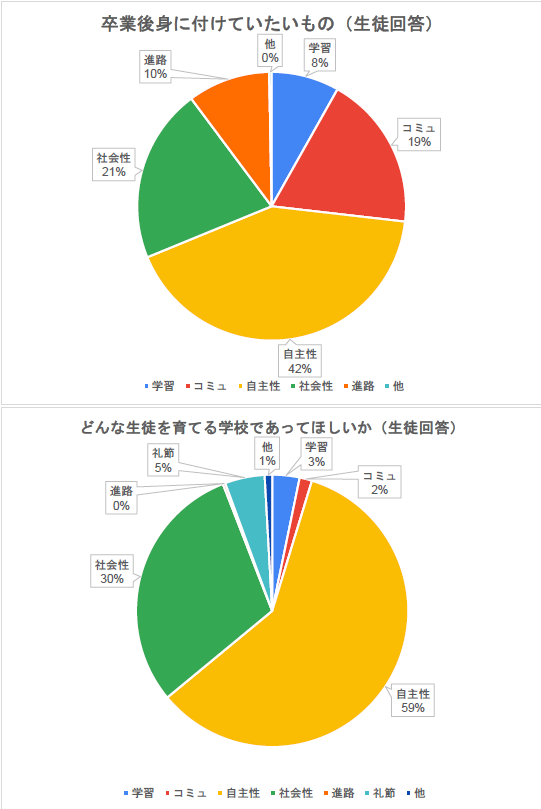 卒業後身に付けていたいもの（生徒回答）
他
0%
学習
8%
進路
10%
コミュ
19%
社会性
21%
自主性
42%
学習 コミュ 自主性 社会性 進路 他
どんな生徒を育てる学校であってほしいか（生徒回答）
他
1%
学習
3%
礼節
5%
コミュ
2%
進路
0%
社会性
30%
自主性
59%
学習 コミュ 自主性 社会性 進路 礼節 他